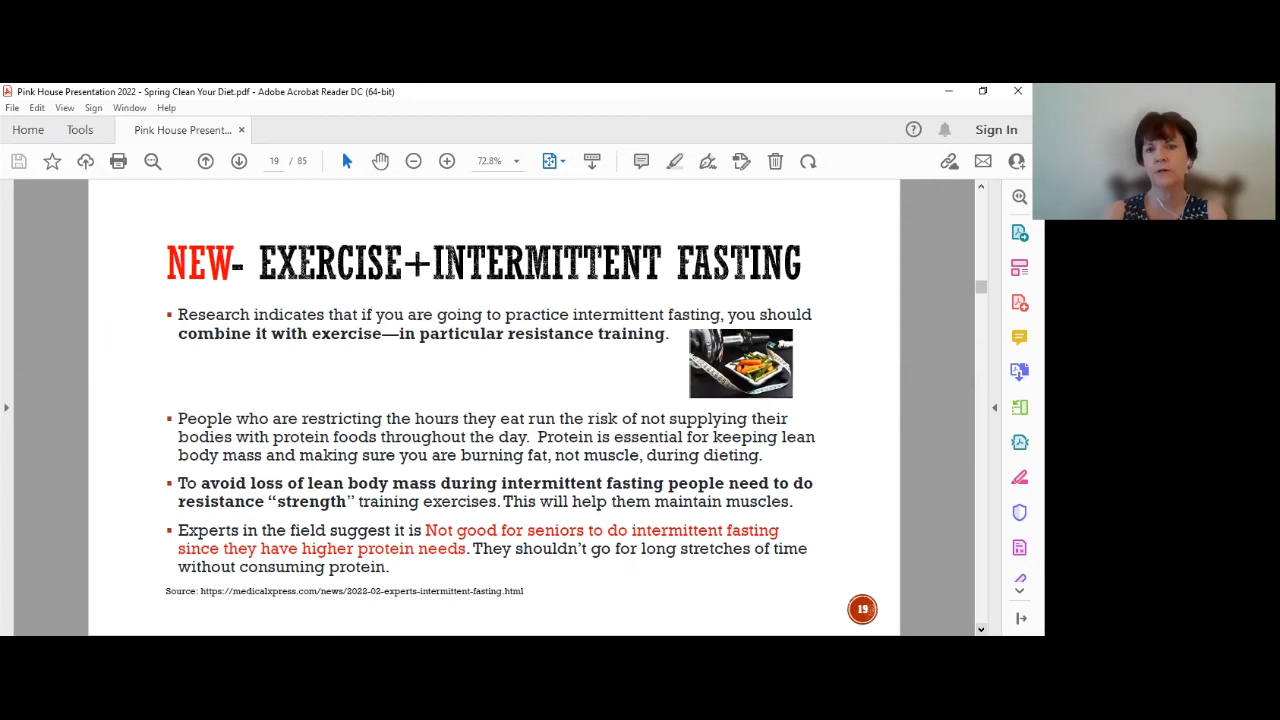 Pink House Presentation 2022 - Spring Clean Your Diet.pdf - Adobe Acrobat Reader DC (64-bit)
File Edit View Sign Window Help
Home Tools Pink House Present... × Sign In
19 / 85 72.8%
NEW- EXERCISE+INTERMITTENT FASTING
▪ Research indicates that if you are going to practice intermittent fasting, you should
combine it with exercise—in particular resistance training.
▪ People who are restricting the hours they eat run the risk of not supplying their
bodies with protein foods throughout the day. Protein is essential for keeping lean
body mass and making sure you are burning fat, not muscle, during dieting.
▪ To avoid loss of lean body mass during intermittent fasting people need to do
resistance “strength” training exercises. This will help them maintain muscles.
▪ Experts in the field suggest it is Not good for seniors to do intermittent fasting
since they have higher protein needs. They shouldn’t go for long stretches of time
without consuming protein.
Source: https://medicalxpress.com/news/2022-02-experts-intermittent-fasting.html
19